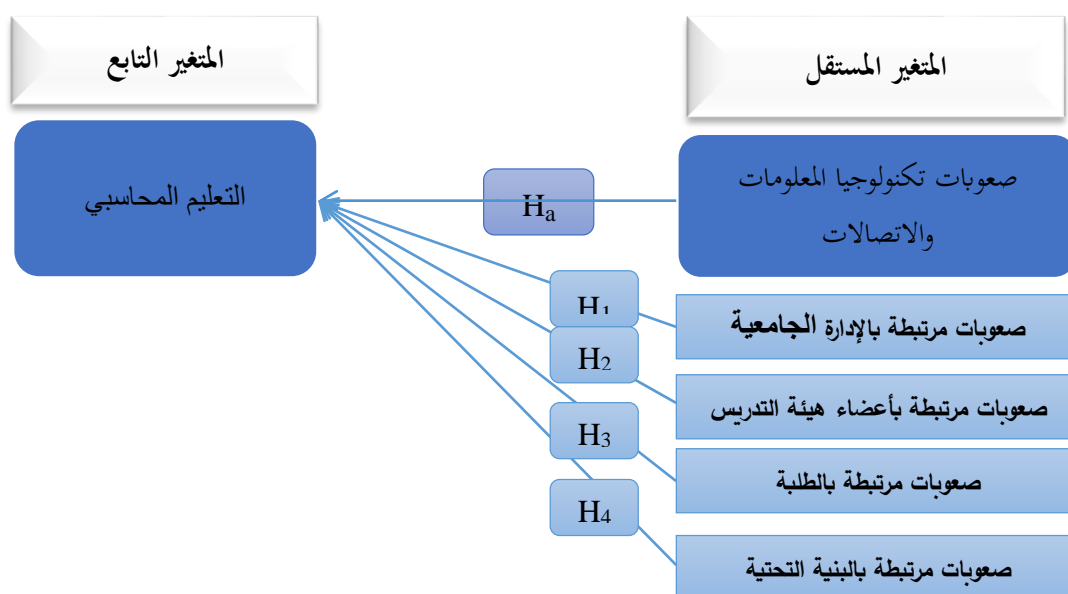 المتغير المستقل
المتغير التابع
صعوبات تكنولوجيا المعلومات
والاتصالات
التعليم المحاسبي
Ha
H1
صعوبات مرتبطة بالإدارة الجامعية
H2
صعوبات مرتبطة بأعضاء هيئة التدريس
H3
صعوبات مرتبطة بالطلبة
H4
صعوبات مرتبطة بالبنية التحتية